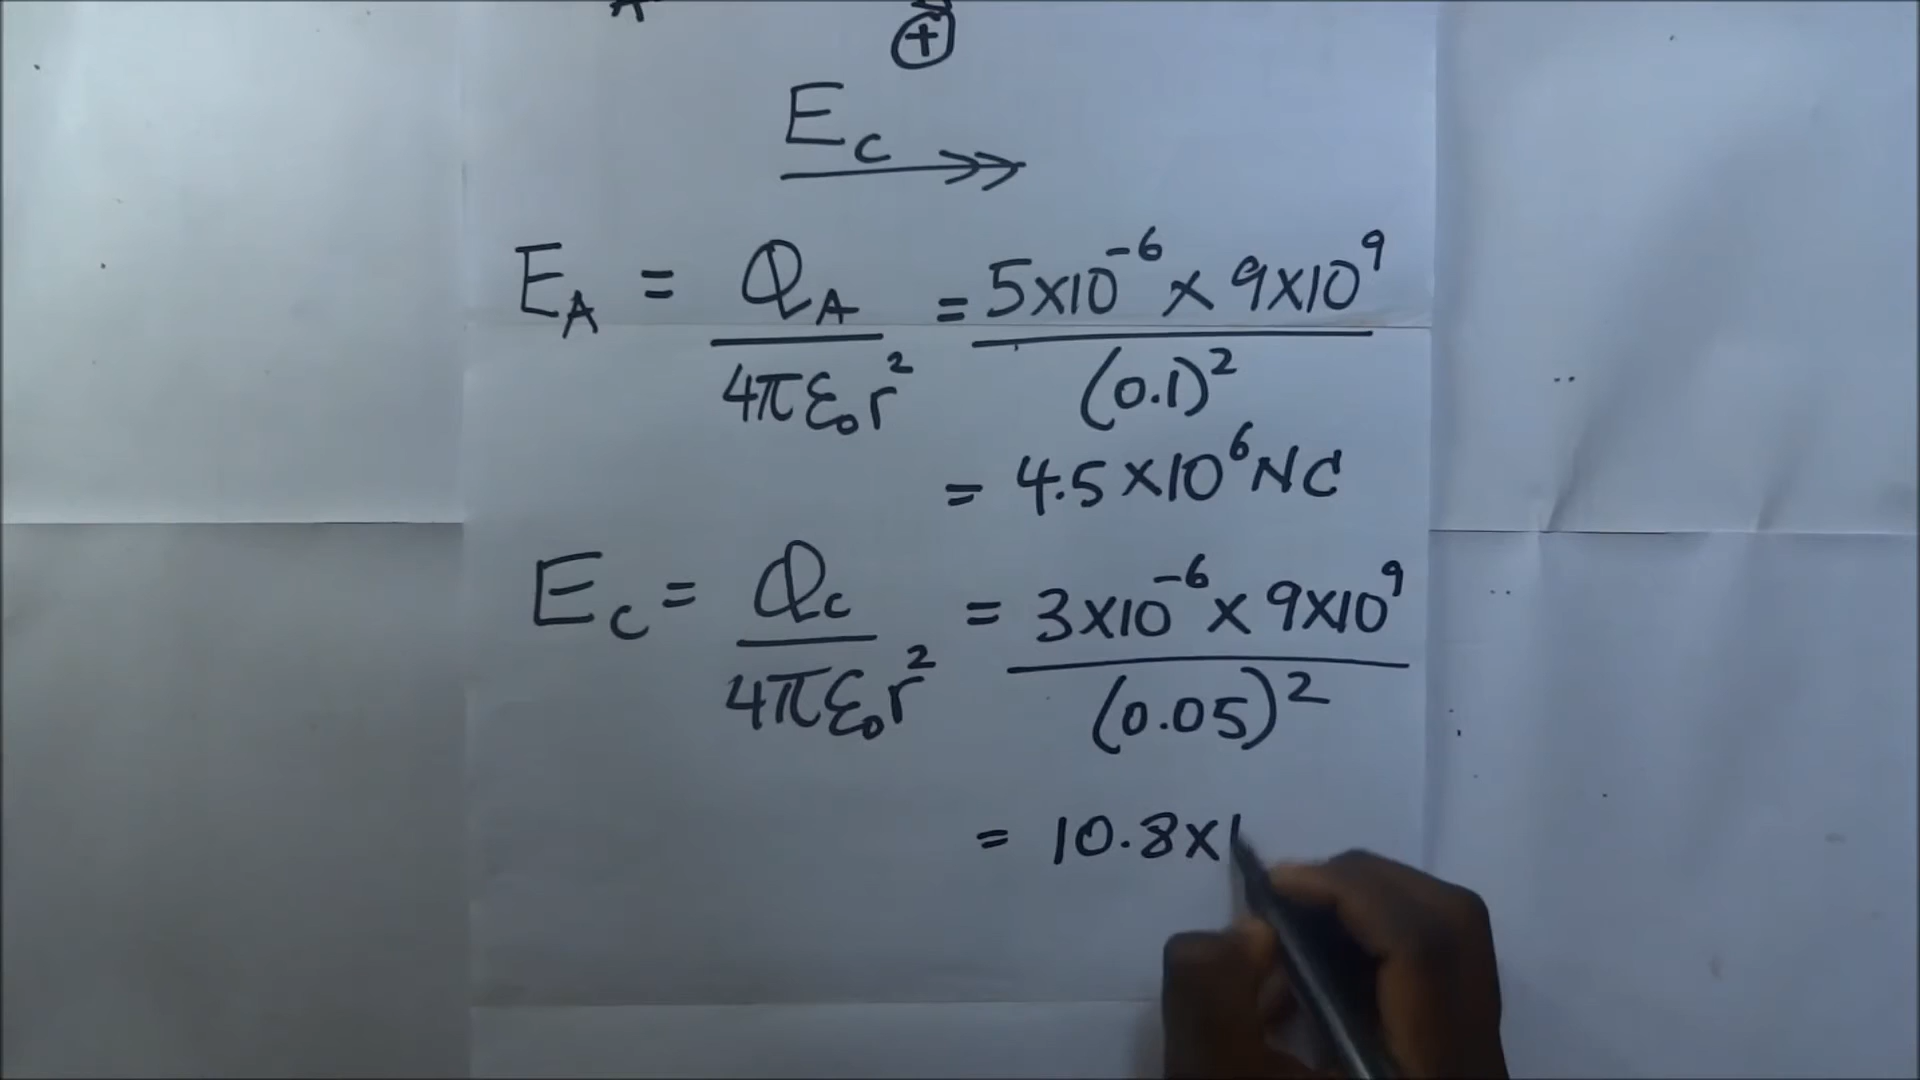 A
+
E_C
E_A = Q_A / 4πε₀r² = 5×10⁻⁶ × 9×10⁹ / (0.1)²
= 4.5×10⁶ NC
E_C = Q_C / 4πε₀r² = 3×10⁻⁶ × 9×10⁹ / (0.05)²
= 10.8×1